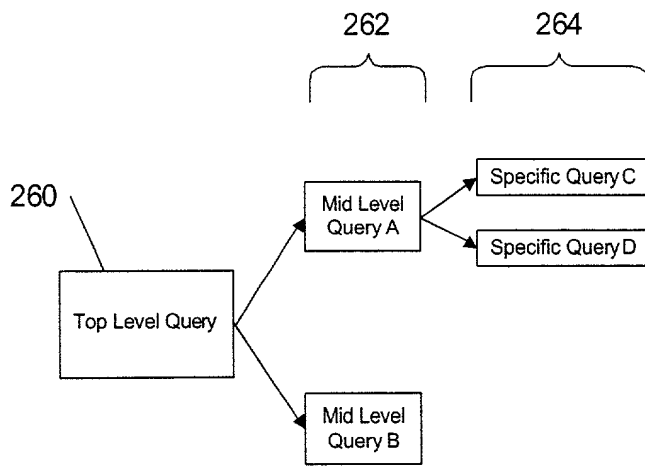 262
264
260
Top Level Query
Mid Level
Query A
Specific Query C
Specific Query D
Mid Level
Query B